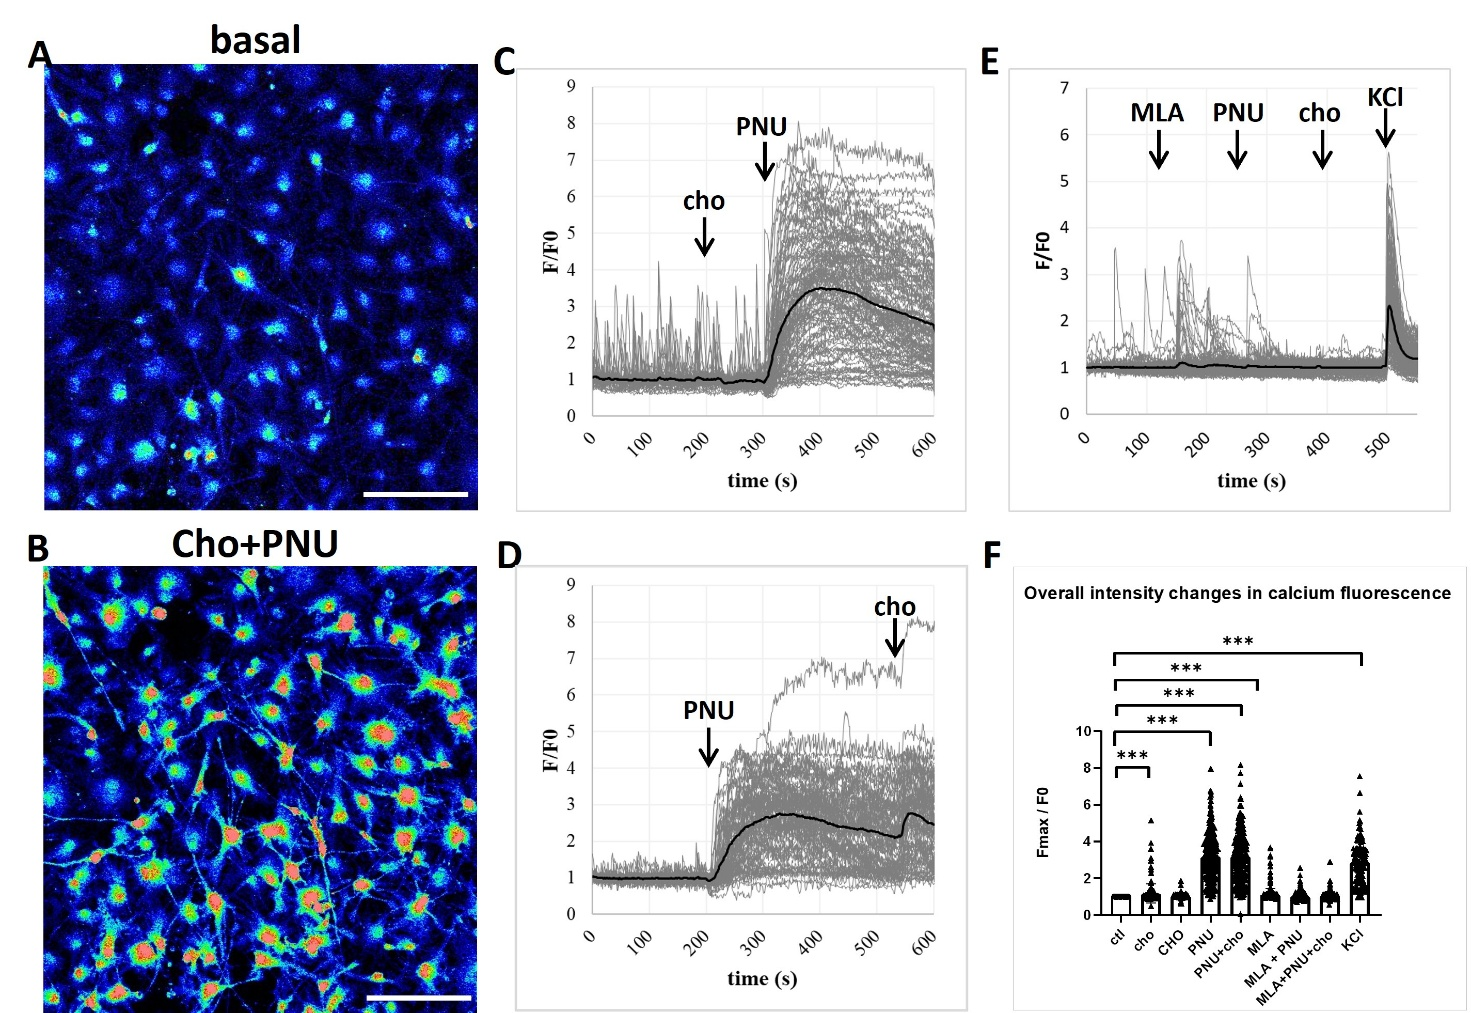 A
basal
B
Cho+PNU
C
9
8
7
6
5
4
3
2
1
0
F/F0
cho
PNU
0
100
200
300
400
500
600
time (s)
D
9
8
7
6
5
4
3
2
1
0
F/F0
PNU
cho
0
100
200
300
400
500
600
time (s)
E
7
6
5
4
3
2
1
0
F/F0
MLA
PNU
cho
KCl
0
100
200
300
400
500
time (s)
F
Overall intensity changes in calcium fluorescence
***
***
***
***
***
10
8
6
4
2
0
Fmax / F0
ctl
cho
CHO
PNU
PNU+cho
MLA
MLA + PNU
MLA+PNU+cho
KCl